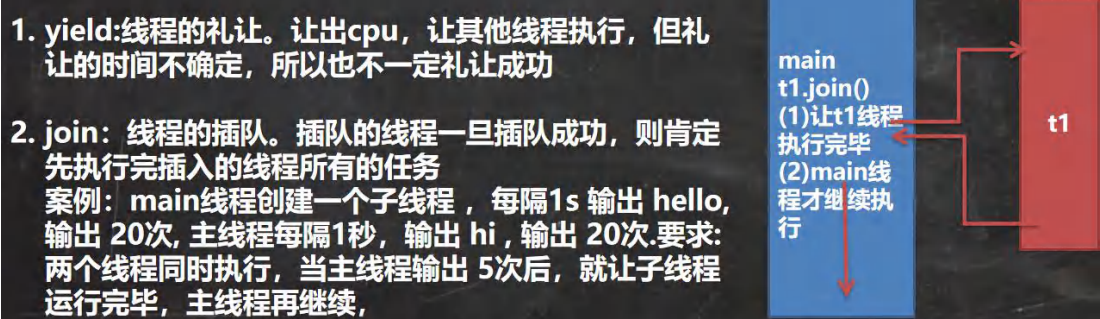 1. yield:线程的礼让。让出cpu，让其他线程执行，但礼
让的时间不确定，所以也不一定礼让成功
2. join：线程的插队。插队的线程一旦插队成功，则肯定
先执行完插入的线程所有的任务
案例：main线程创建一个子线程 ，每隔1s 输出 hello,
输出 20次, 主线程每隔1秒，输出 hi , 输出 20次.要求:
两个线程同时执行，当主线程输出 5次后，就让子线程
运行完毕，主线程再继续，
main
t1.join()
(1)让t1线程
执行完毕
(2)main线
程才继续执
行
t1